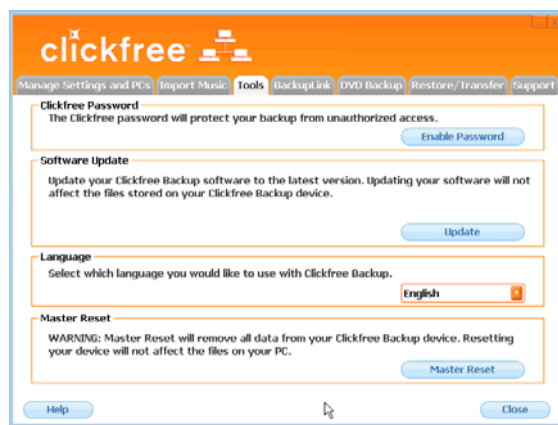 clickfree
Manage Settings and PCs Import Music Tools BackupLink DVD Backup Restore/Transfer Support
Clickfree Password
The Clickfree password will protect your backup from unauthorized access.
Enable Password
Software Update
Update your Clickfree Backup software to the latest version. Updating your software will not
affect the files stored on your Clickfree Backup device.
Update
Language
Select which language you would like to use with Clickfree Backup.
English
Master Reset
WARNING: Master Reset will remove all data from your Clickfree Backup device. Resetting
your device will not affect the files on your PC.
Master Reset
Help Close